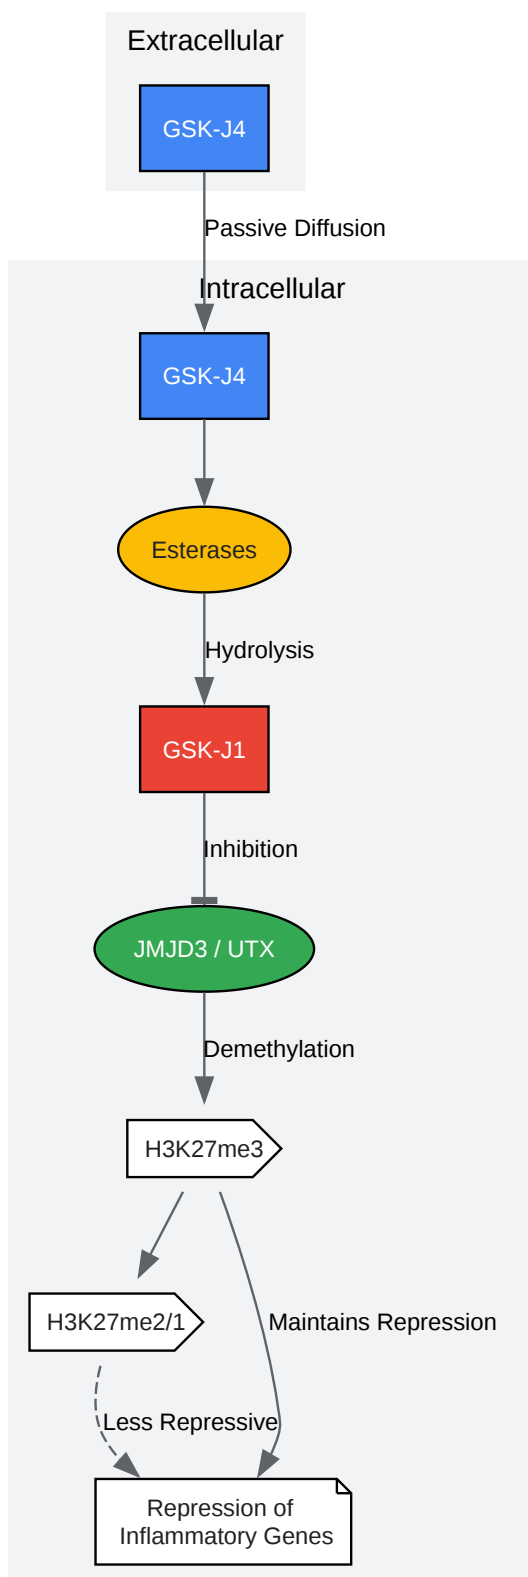 Extracellular
GSK-J4
Passive Diffusion
Intracellular
GSK-J4
Esterases
Hydrolysis
GSK-J1
Inhibition
JMJD3 / UTX
Demethylation
H3K27me3
H3K27me2/1
Maintains Repression
Less Repressive
Repression of
Inflammatory Genes